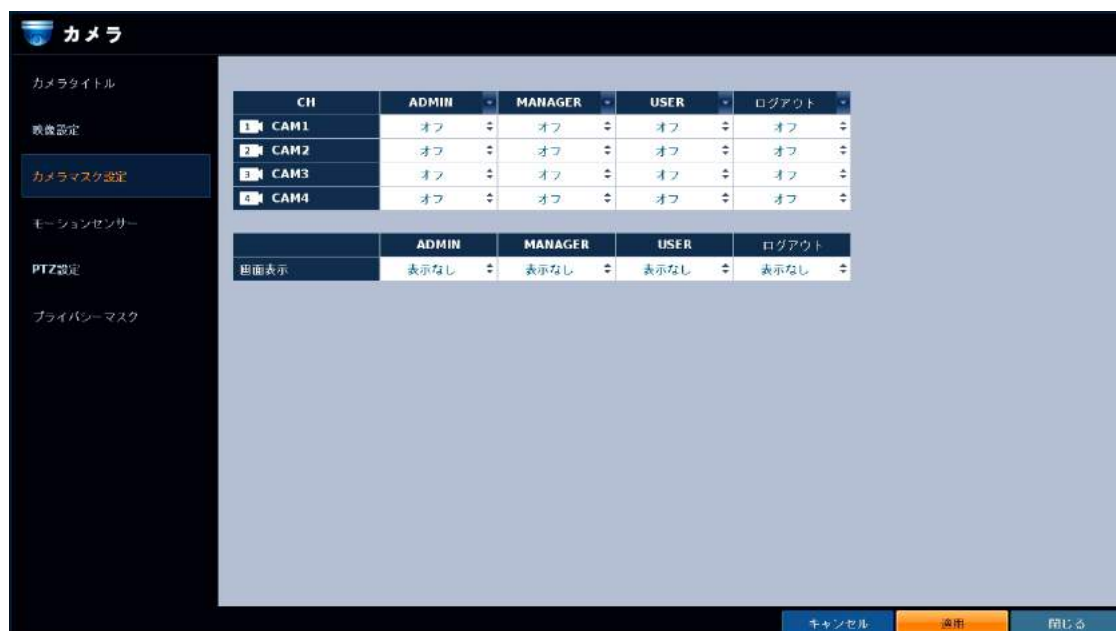 カメラ
カメラタイトル
映像設定
カメラマスク設定
モーションセンサー
PTZ設定
プライバシーマスク
CH ADMIN MANAGER USER ログアウト
1 CAM1 オフ オフ オフ オフ
2 CAM2 オフ オフ オフ オフ
3 CAM3 オフ オフ オフ オフ
4 CAM4 オフ オフ オフ オフ
ADMIN MANAGER USER ログアウト
画面表示 表示なし 表示なし 表示なし 表示なし
キャンセル 適用 閉じる